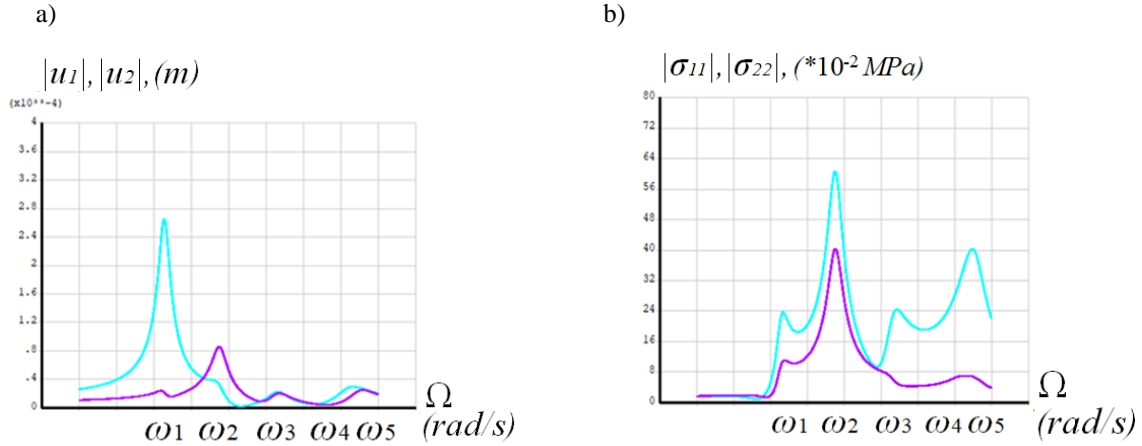 a)
|u1|, |u2|, (m)
(x10**-4)
4
3.6
3.2
2.8
2.4
2
1.6
1.2
.8
.4
0
ω1 ω2 ω3 ω4 ω5
Ω
(rad/s)
b)
|σ11|, |σ22|, (*10-2 MPa)
80
72
64
56
48
40
32
24
16
8
0
ω1 ω2 ω3 ω4 ω5
Ω
(rad/s)